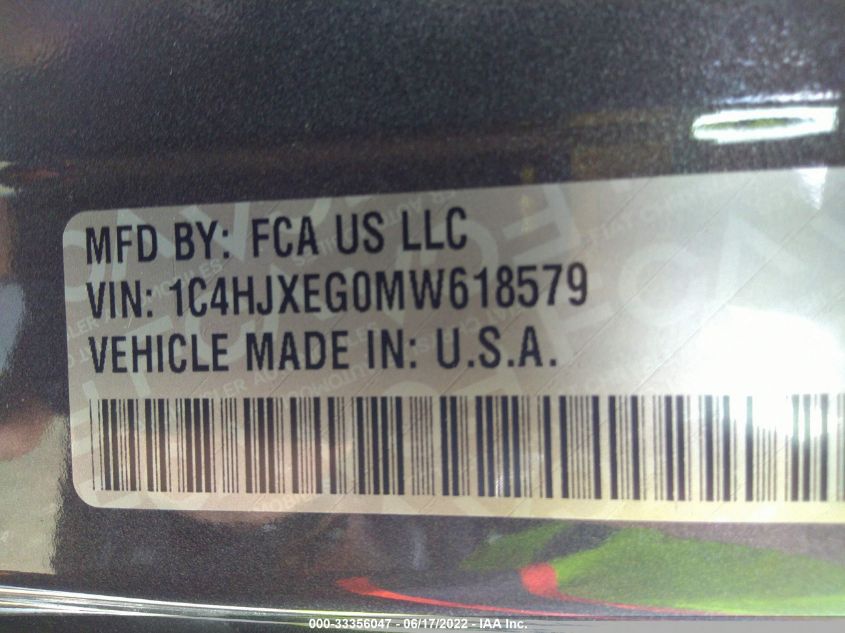 MFD BY: FCA US LLC
VIN: 1C4HJXEG0MW618579
VEHICLE MADE IN: U.S.A.
000-33356047 - 06/17/2022 - IAA Inc.